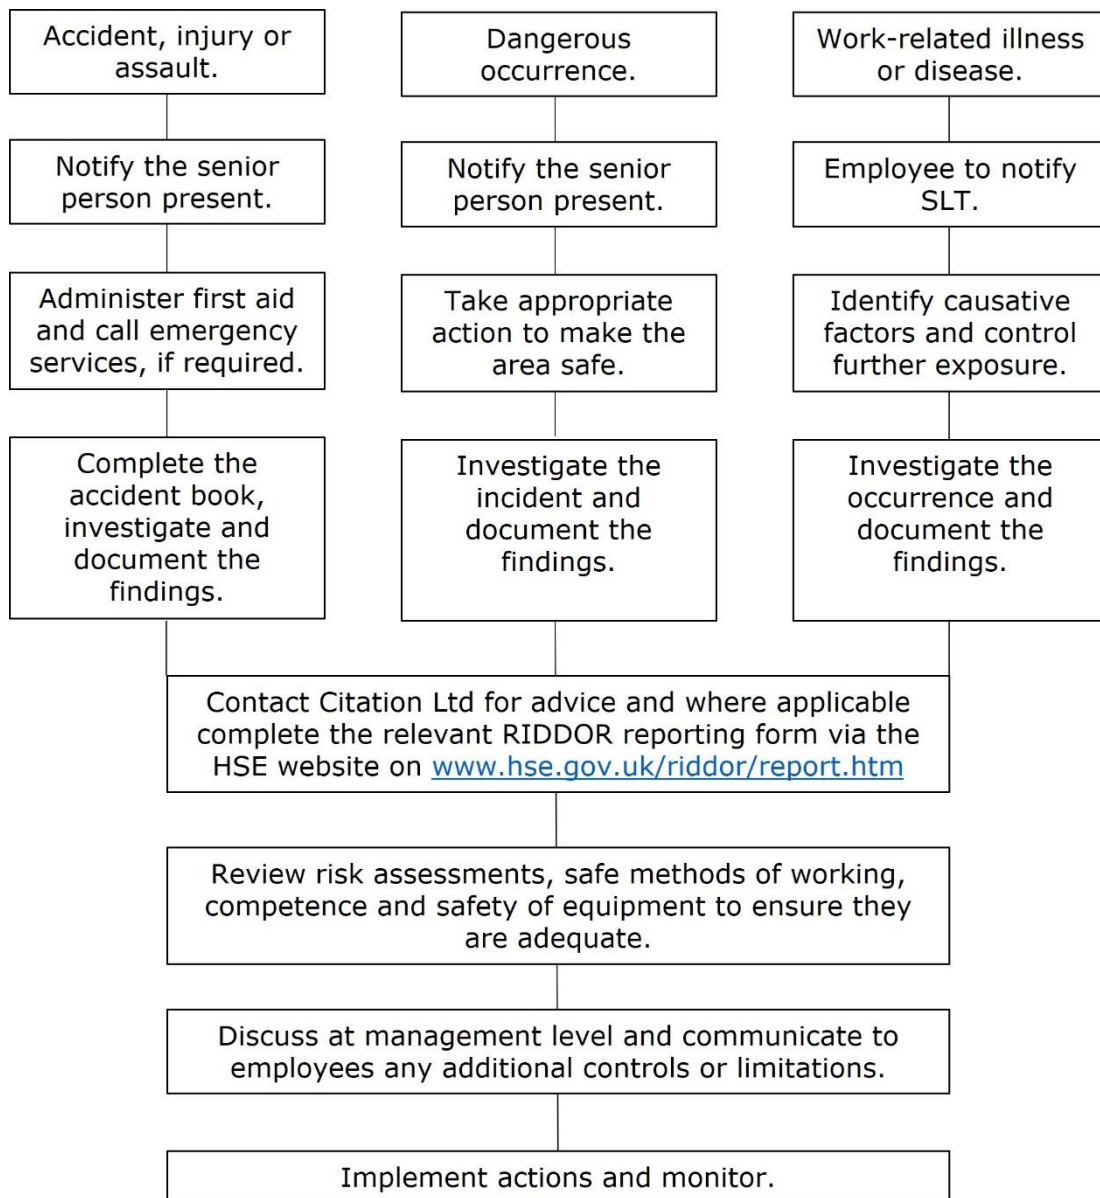 Accident, injury or
assault.
Notify the senior
person present.
Administer first aid
and call emergency
services, if required.
Complete the
accident book,
investigate and
document the
findings.
Dangerous
occurrence.
Notify the senior
person present.
Take appropriate
action to make the
area safe.
Investigate the
incident and
document the
findings.
Work-related illness
or disease.
Employee to notify
SLT.
Identify causative
factors and control
further exposure.
Investigate the
occurrence and
document the
findings.
Contact Citation Ltd for advice and where applicable
complete the relevant RIDDOR reporting form via the
HSE website on www.hse.gov.uk/riddor/report.htm
Review risk assessments, safe methods of working,
competence and safety of equipment to ensure they
are adequate.
Discuss at management level and communicate to
employees any additional controls or limitations.
Implement actions and monitor.